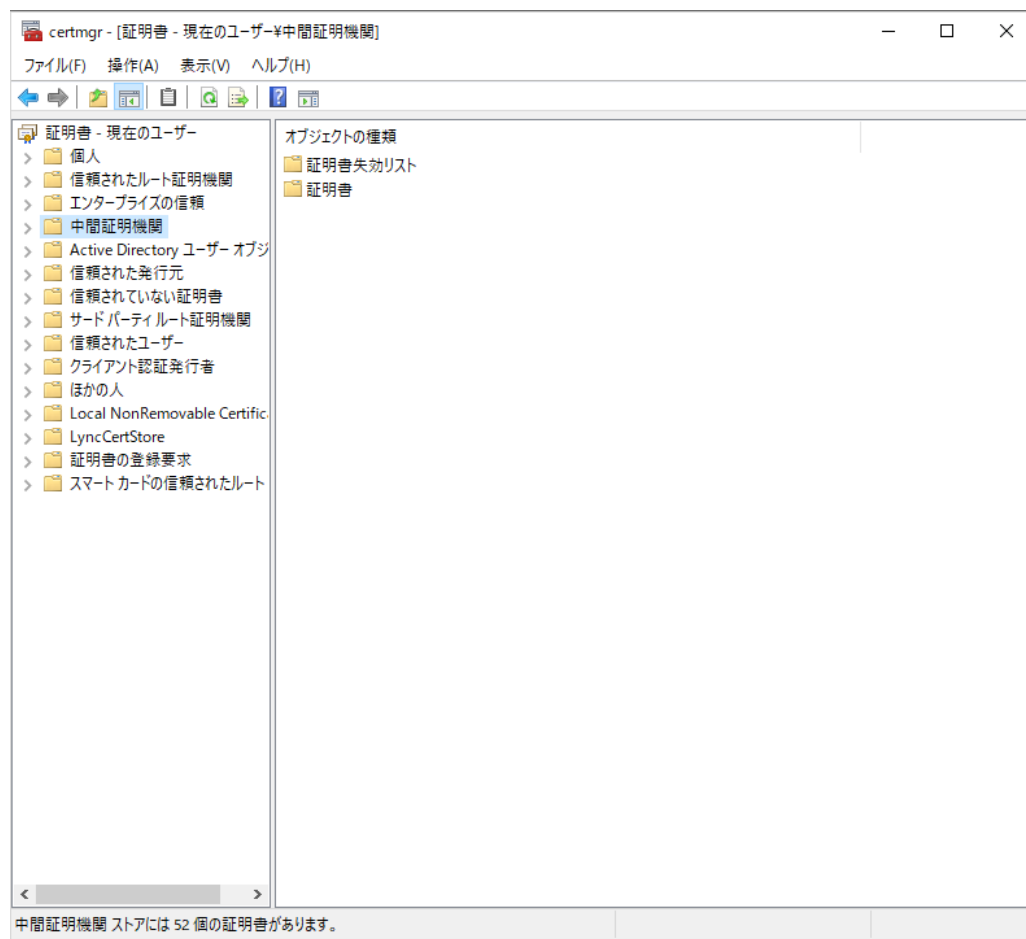 certmgr - [証明書 - 現在のユーザー¥中間証明機関]
ファイル(F) 操作(A) 表示(V) ヘルプ(H)
証明書 - 現在のユーザー
個人
信頼されたルート証明機関
エンタープライズの信頼
中間証明機関
Active Directory ユーザー オブジ
信頼された発行元
信頼されていない証明書
サード パーティ ルート証明機関
信頼されたユーザー
クライアント認証発行者
ほかの人
Local NonRemovable Certific
LyncCertStore
証明書の登録要求
スマート カードの信頼されたルート
オブジェクトの種類
証明書失効リスト
証明書
中間証明機関 ストアには 52 個の証明書があります。